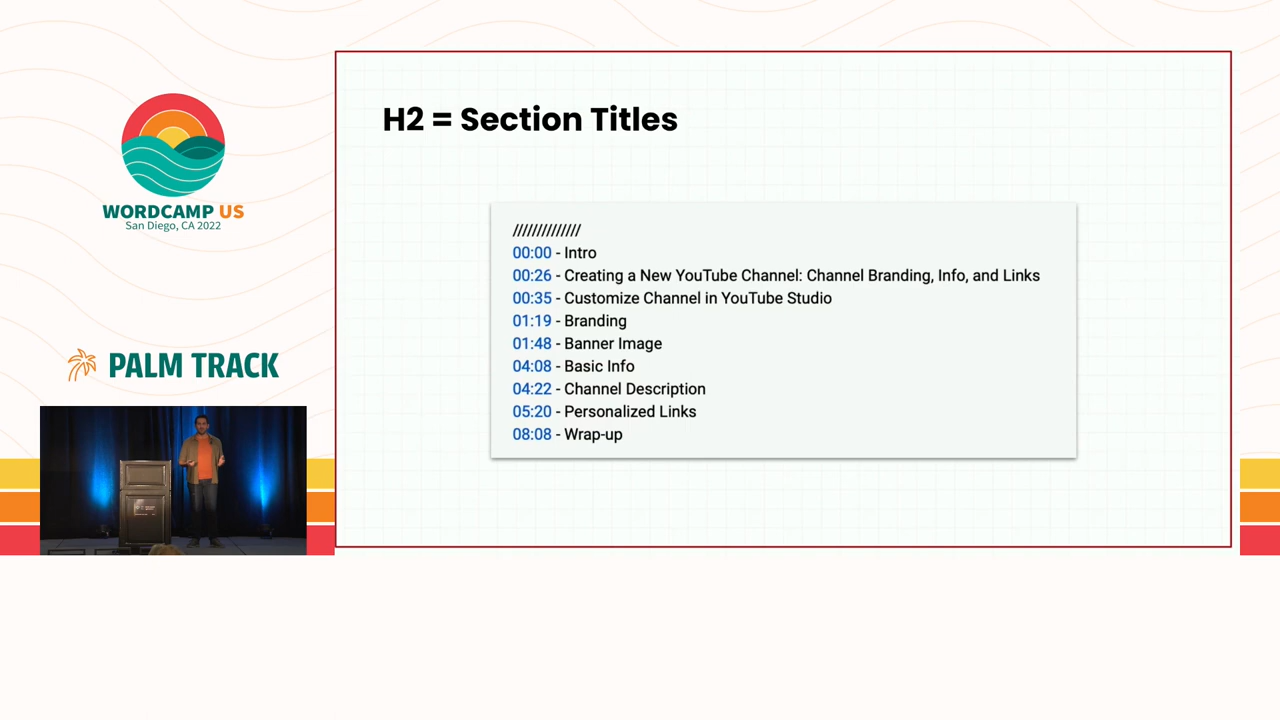 WORDCAMP US
San Diego, CA 2022
PALM TRACK
H2 = Section Titles
//////////////
00:00 - Intro
00:26 - Creating a New YouTube Channel: Channel Branding, Info, and Links
00:35 - Customize Channel in YouTube Studio
01:19 - Branding
01:48 - Banner Image
04:08 - Basic Info
04:22 - Channel Description
05:20 - Personalized Links
08:08 - Wrap-up